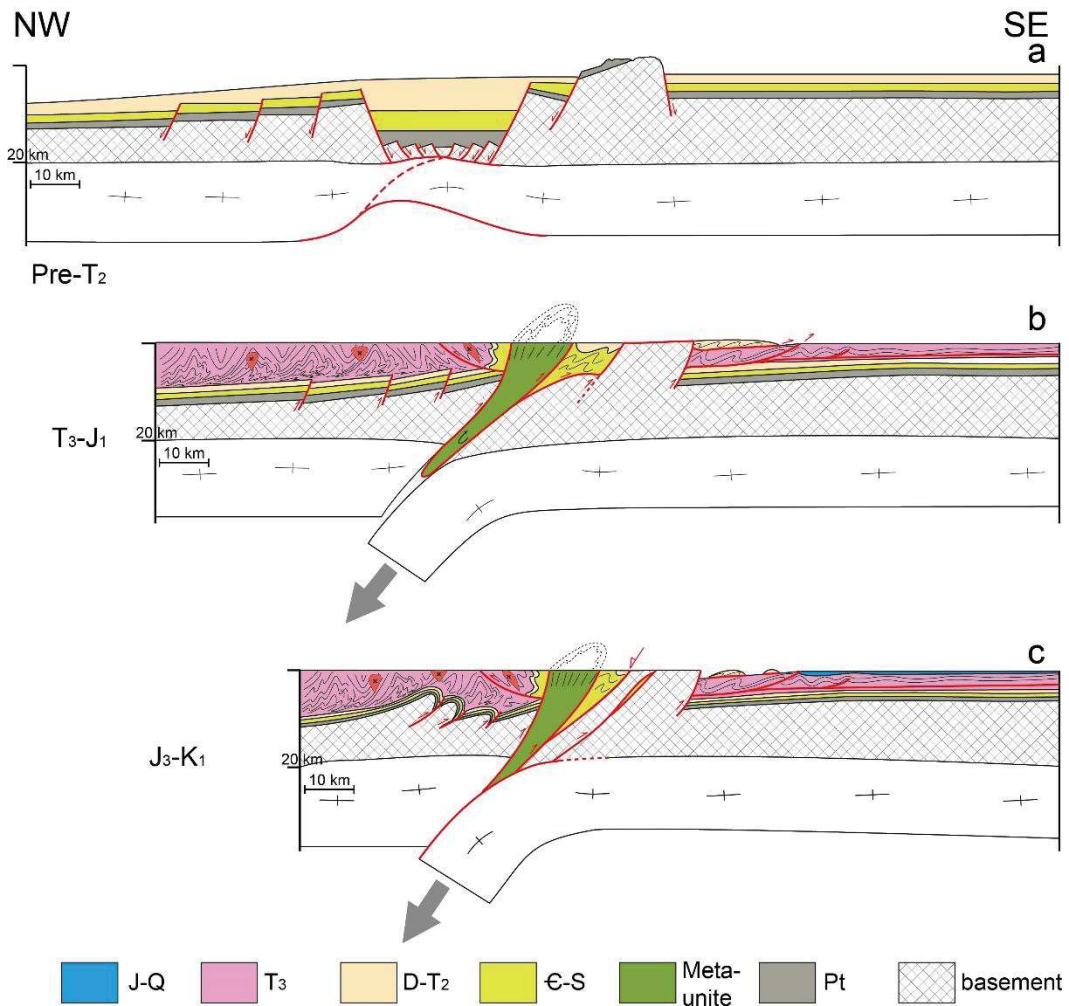 NW SE
a
20 km
10 km
Pre-T₂
b
T₃-J₁
20 km
10 km
c
J₃-K₁
20 km
10 km
J-Q T₃ D-T₂ Є-S Meta-unite Pt basement